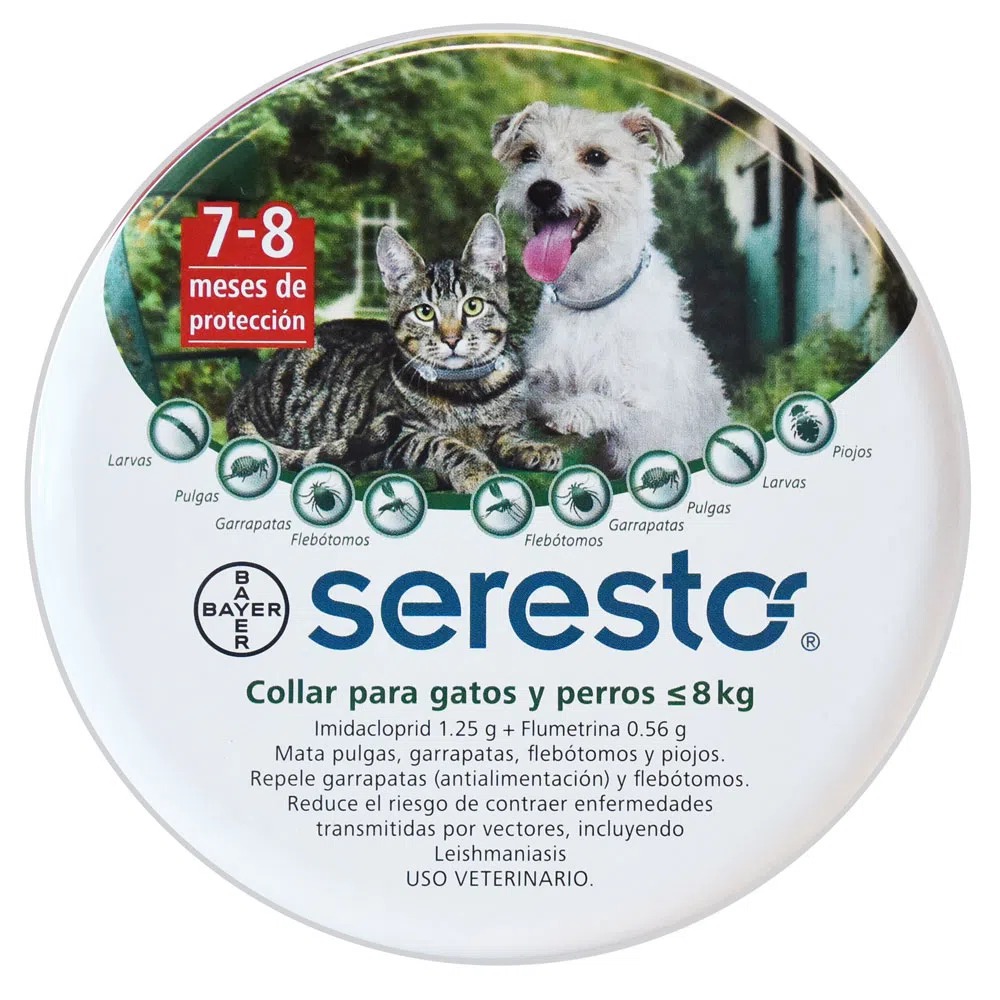 7-8
meses de
protección
Larvas
Pulgas
Garrapatas
Flebótomos
Flebótomos
Garrapatas
Pulgas
Larvas
Piojos
BAYER
BAYER
seresto®
Collar para gatos y perros ≤ 8 kg
Imidacloprid 1.25 g + Flumetrina 0.56 g
Mata pulgas, garrapatas, flebótomos y piojos.
Repele garrapatas (antialimentación) y flebótomos.
Reduce el riesgo de contraer enfermedades
transmitidas por vectores, incluyendo
Leishmaniasis
USO VETERINARIO.